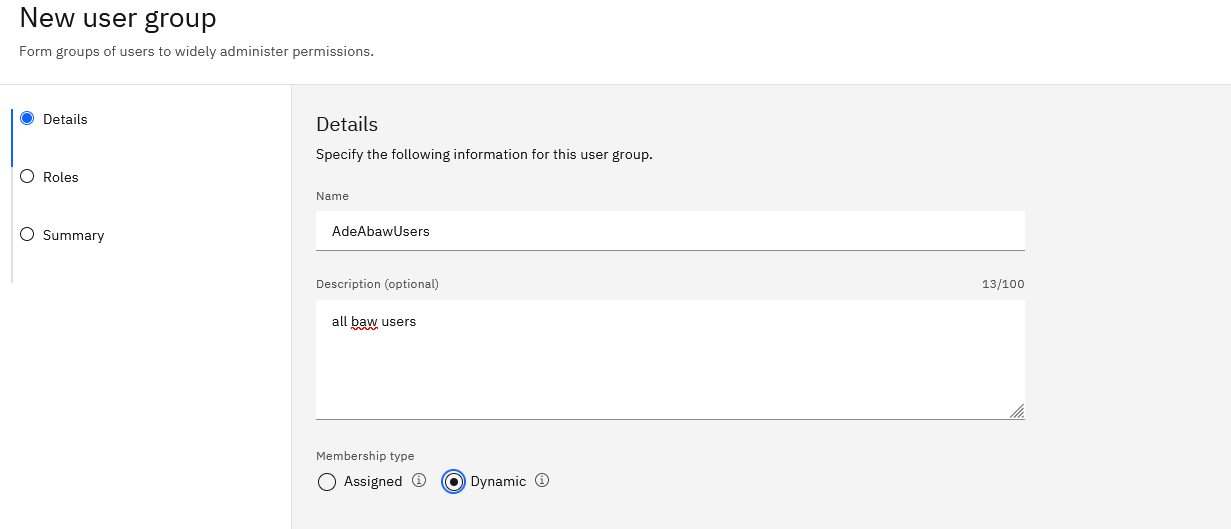 New user group
Form groups of users to widely administer permissions.
Details
Roles
Summary
Details
Specify the following information for this user group.
Name
AdeAbawUsers
Description (optional) 13/100
all baw users
Membership type
Assigned Dynamic